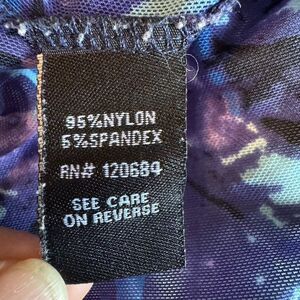 95%NYLON
5%SPANDEX
RN# 120684
SEE CARE
ON REVERSE